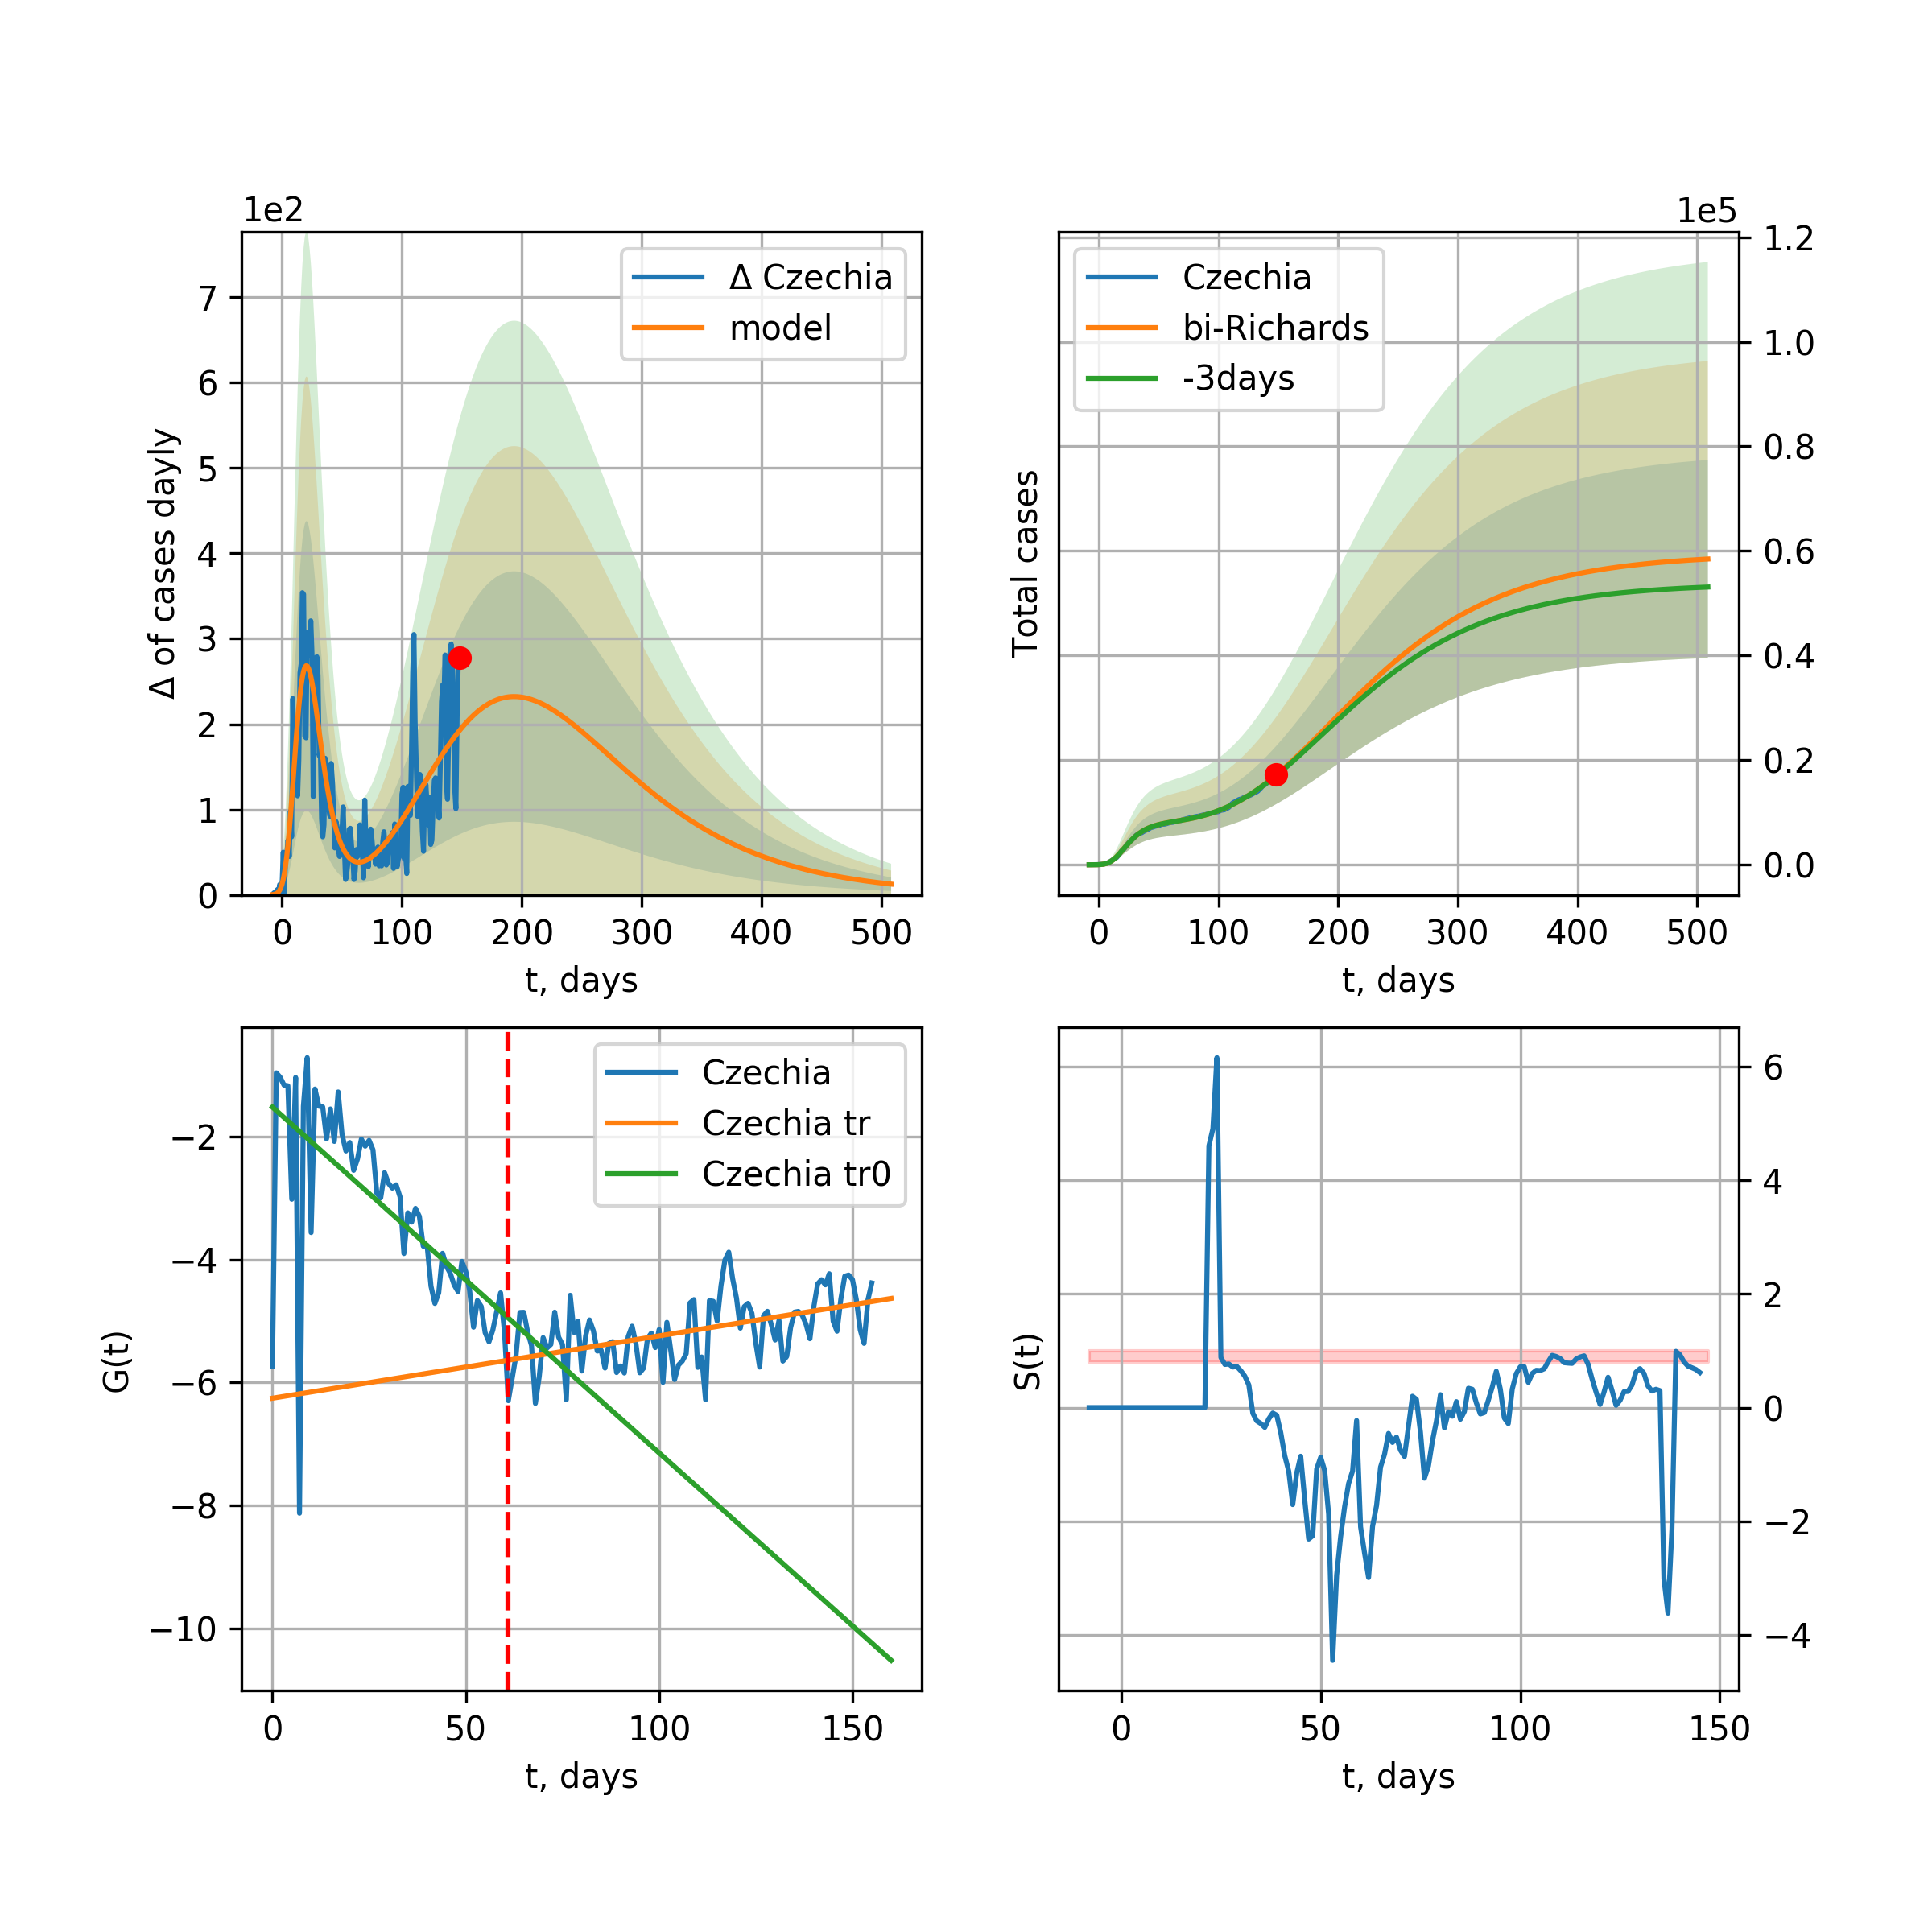 1e2
7
6
5
4
3
2
1
0
Δ of cases dayly
Δ Czechia
model
0 100 200 300 400 500
t, days
1e5
1.2
1.0
0.8
0.6
0.4
0.2
0.0
Total cases
Czechia
bi-Richards
-3days
0 100 200 300 400 500
t, days
−2
−4
−6
−8
−10
G(t)
Czechia
Czechia tr
Czechia tr0
0 50 100 150
t, days
6
4
2
0
−2
−4
S(t)
0 50 100 150
t, days